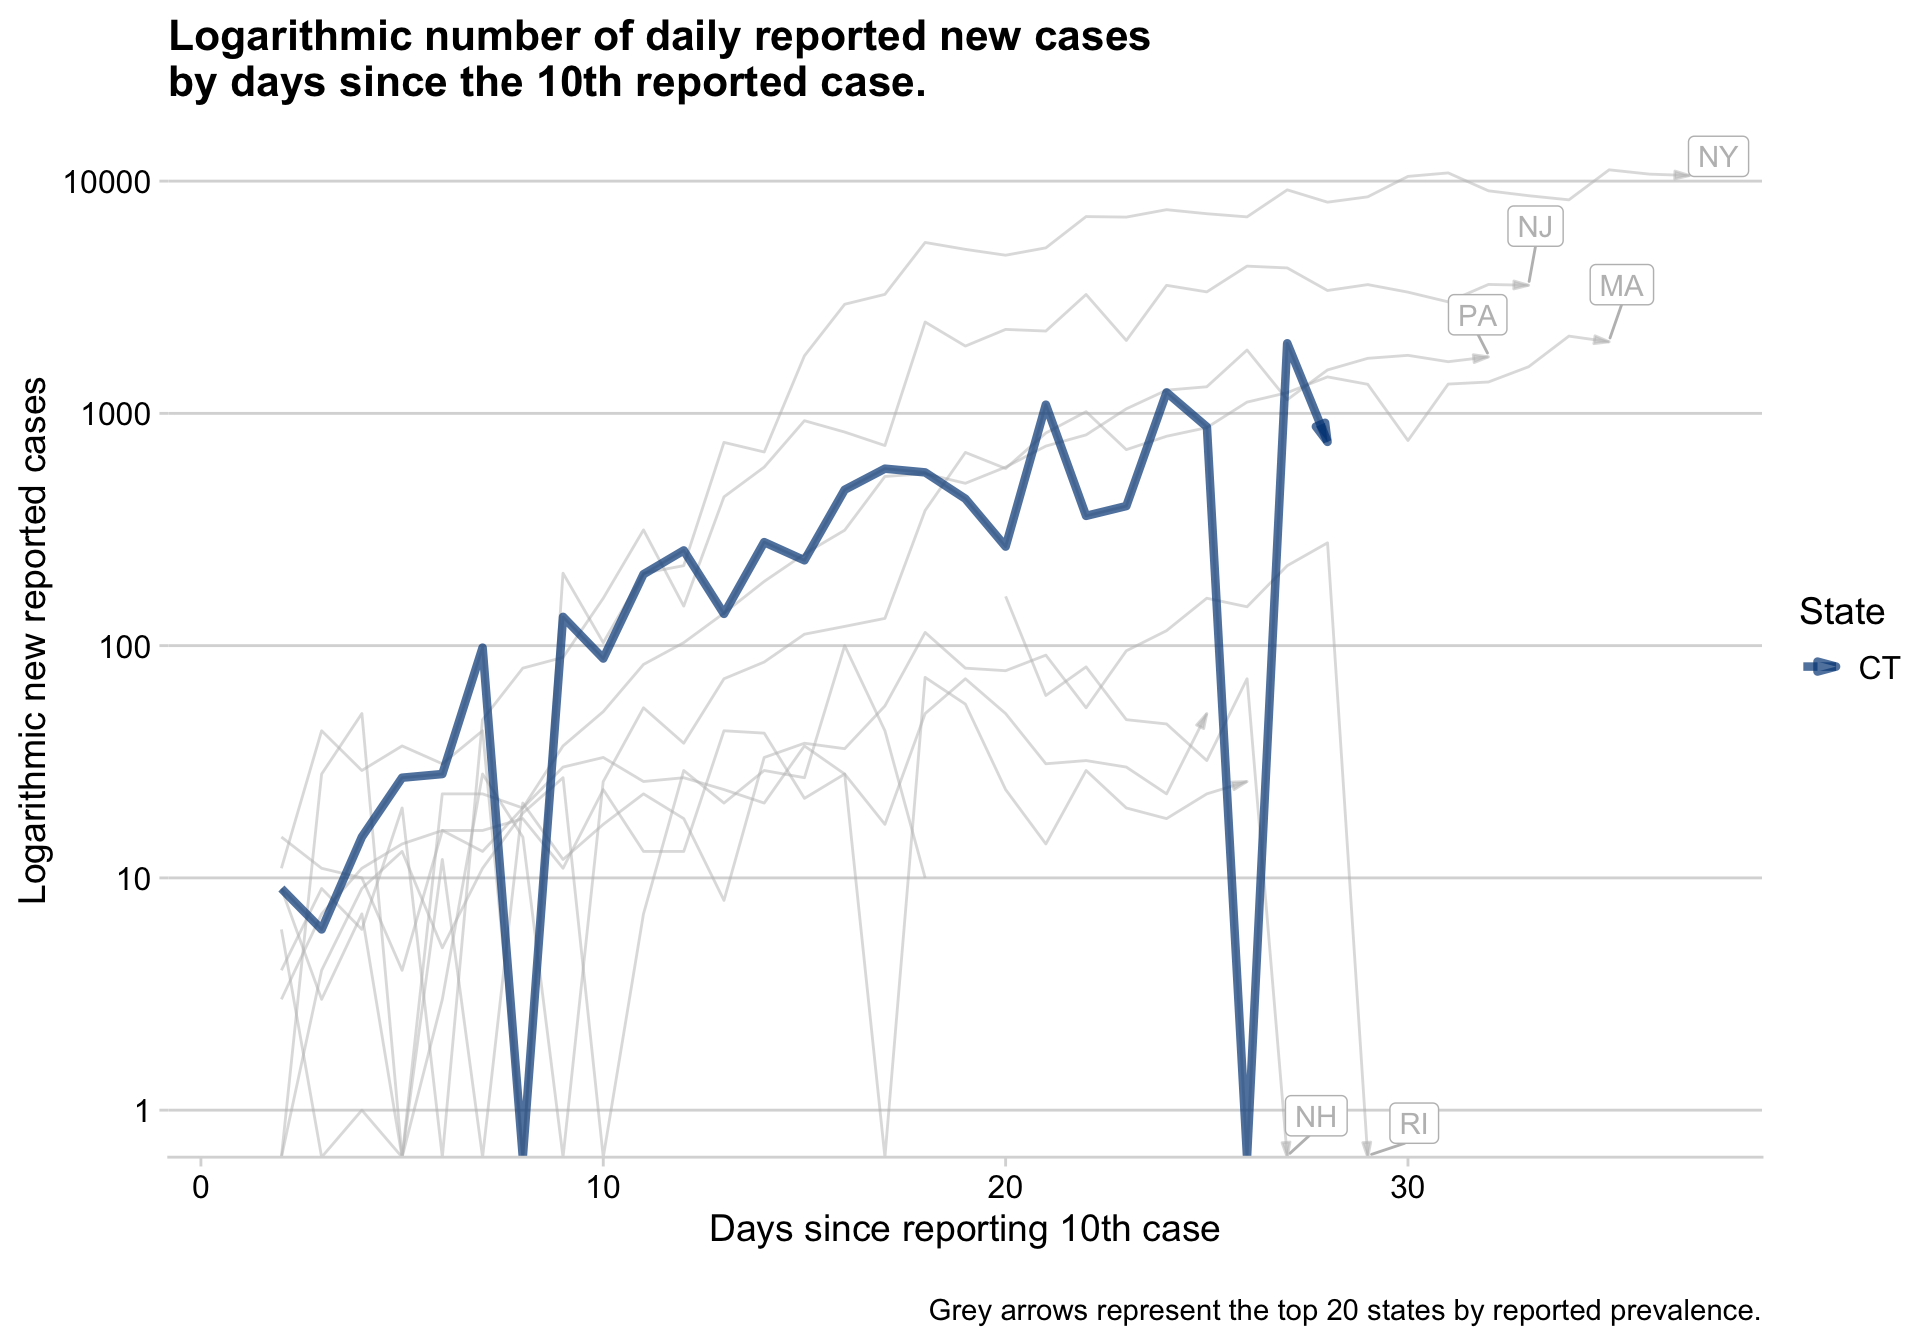 Logarithmic number of daily reported new cases
by days since the 10th reported case.
Logarithmic new reported cases
10000
1000
100
10
1
NY
NJ
MA
PA
NH
RI
State
CT
0
10
20
30
Days since reporting 10th case
Grey arrows represent the top 20 states by reported prevalence.